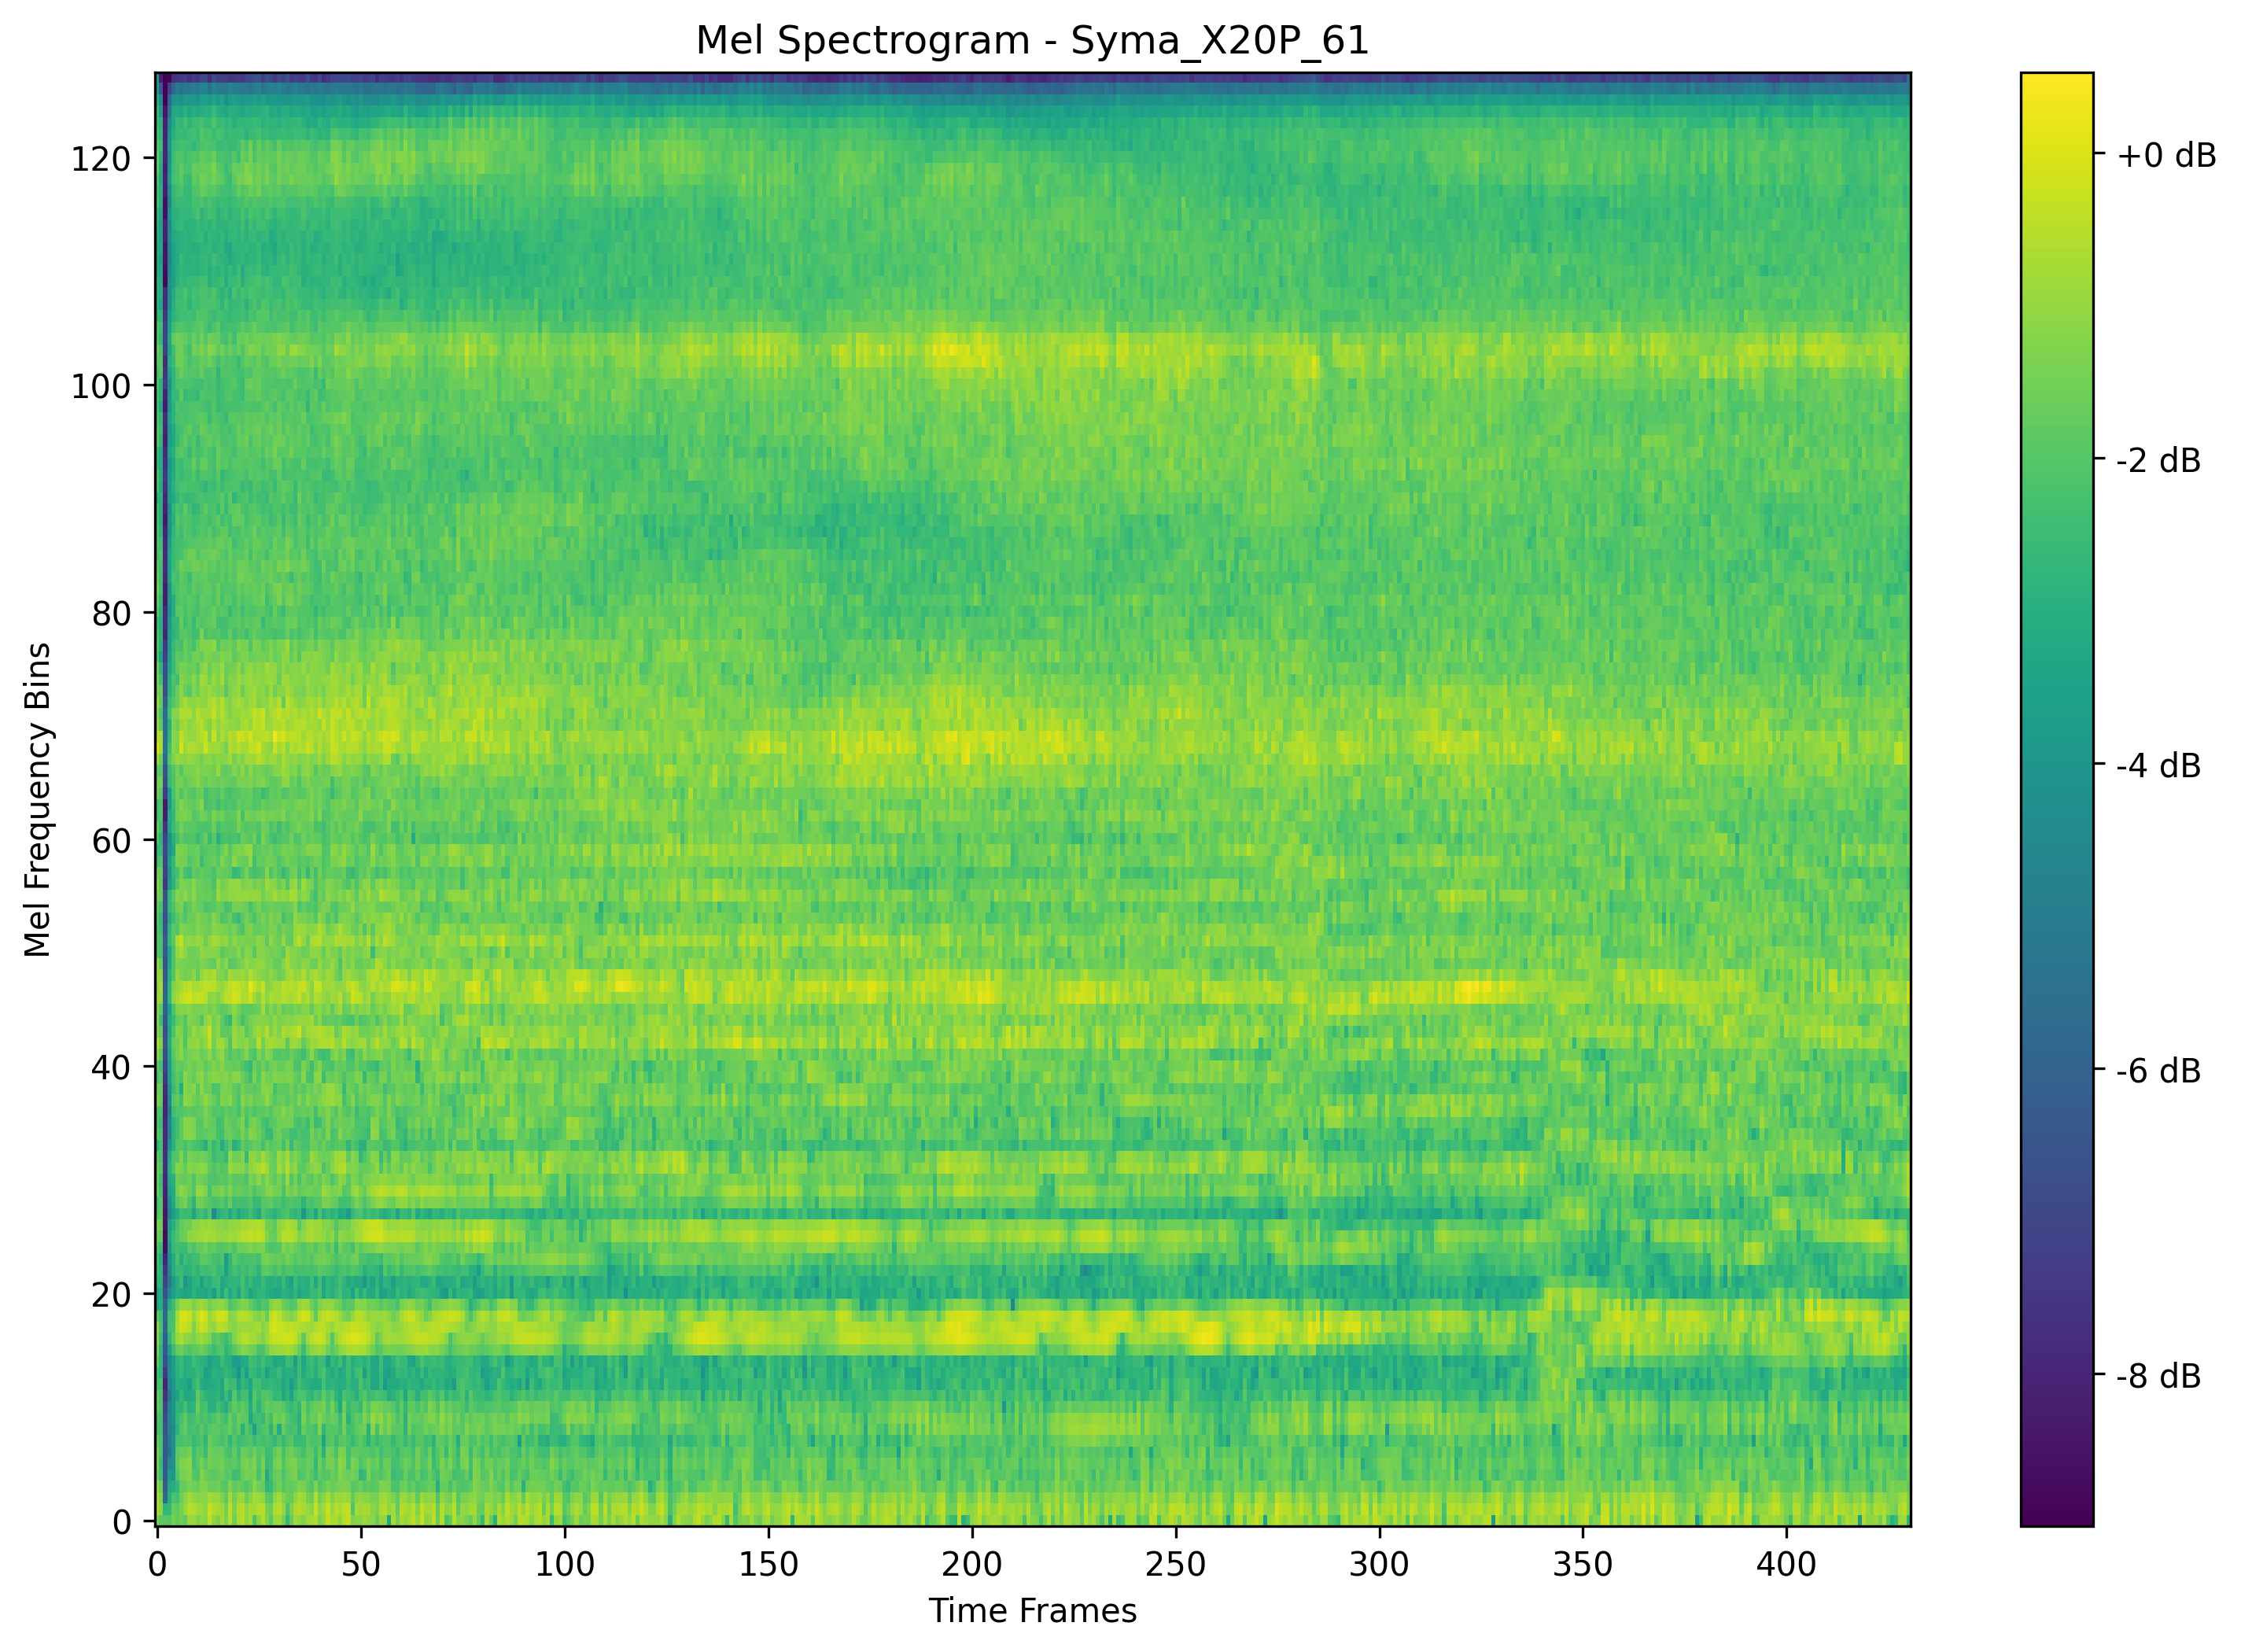 Mel Spectrogram - Syma_X20P_61
Mel Frequency Bins
120
100
80
60
40
20
0
0 50 100 150 200 250 300 350 400
Time Frames
+0 dB
-2 dB
-4 dB
-6 dB
-8 dB